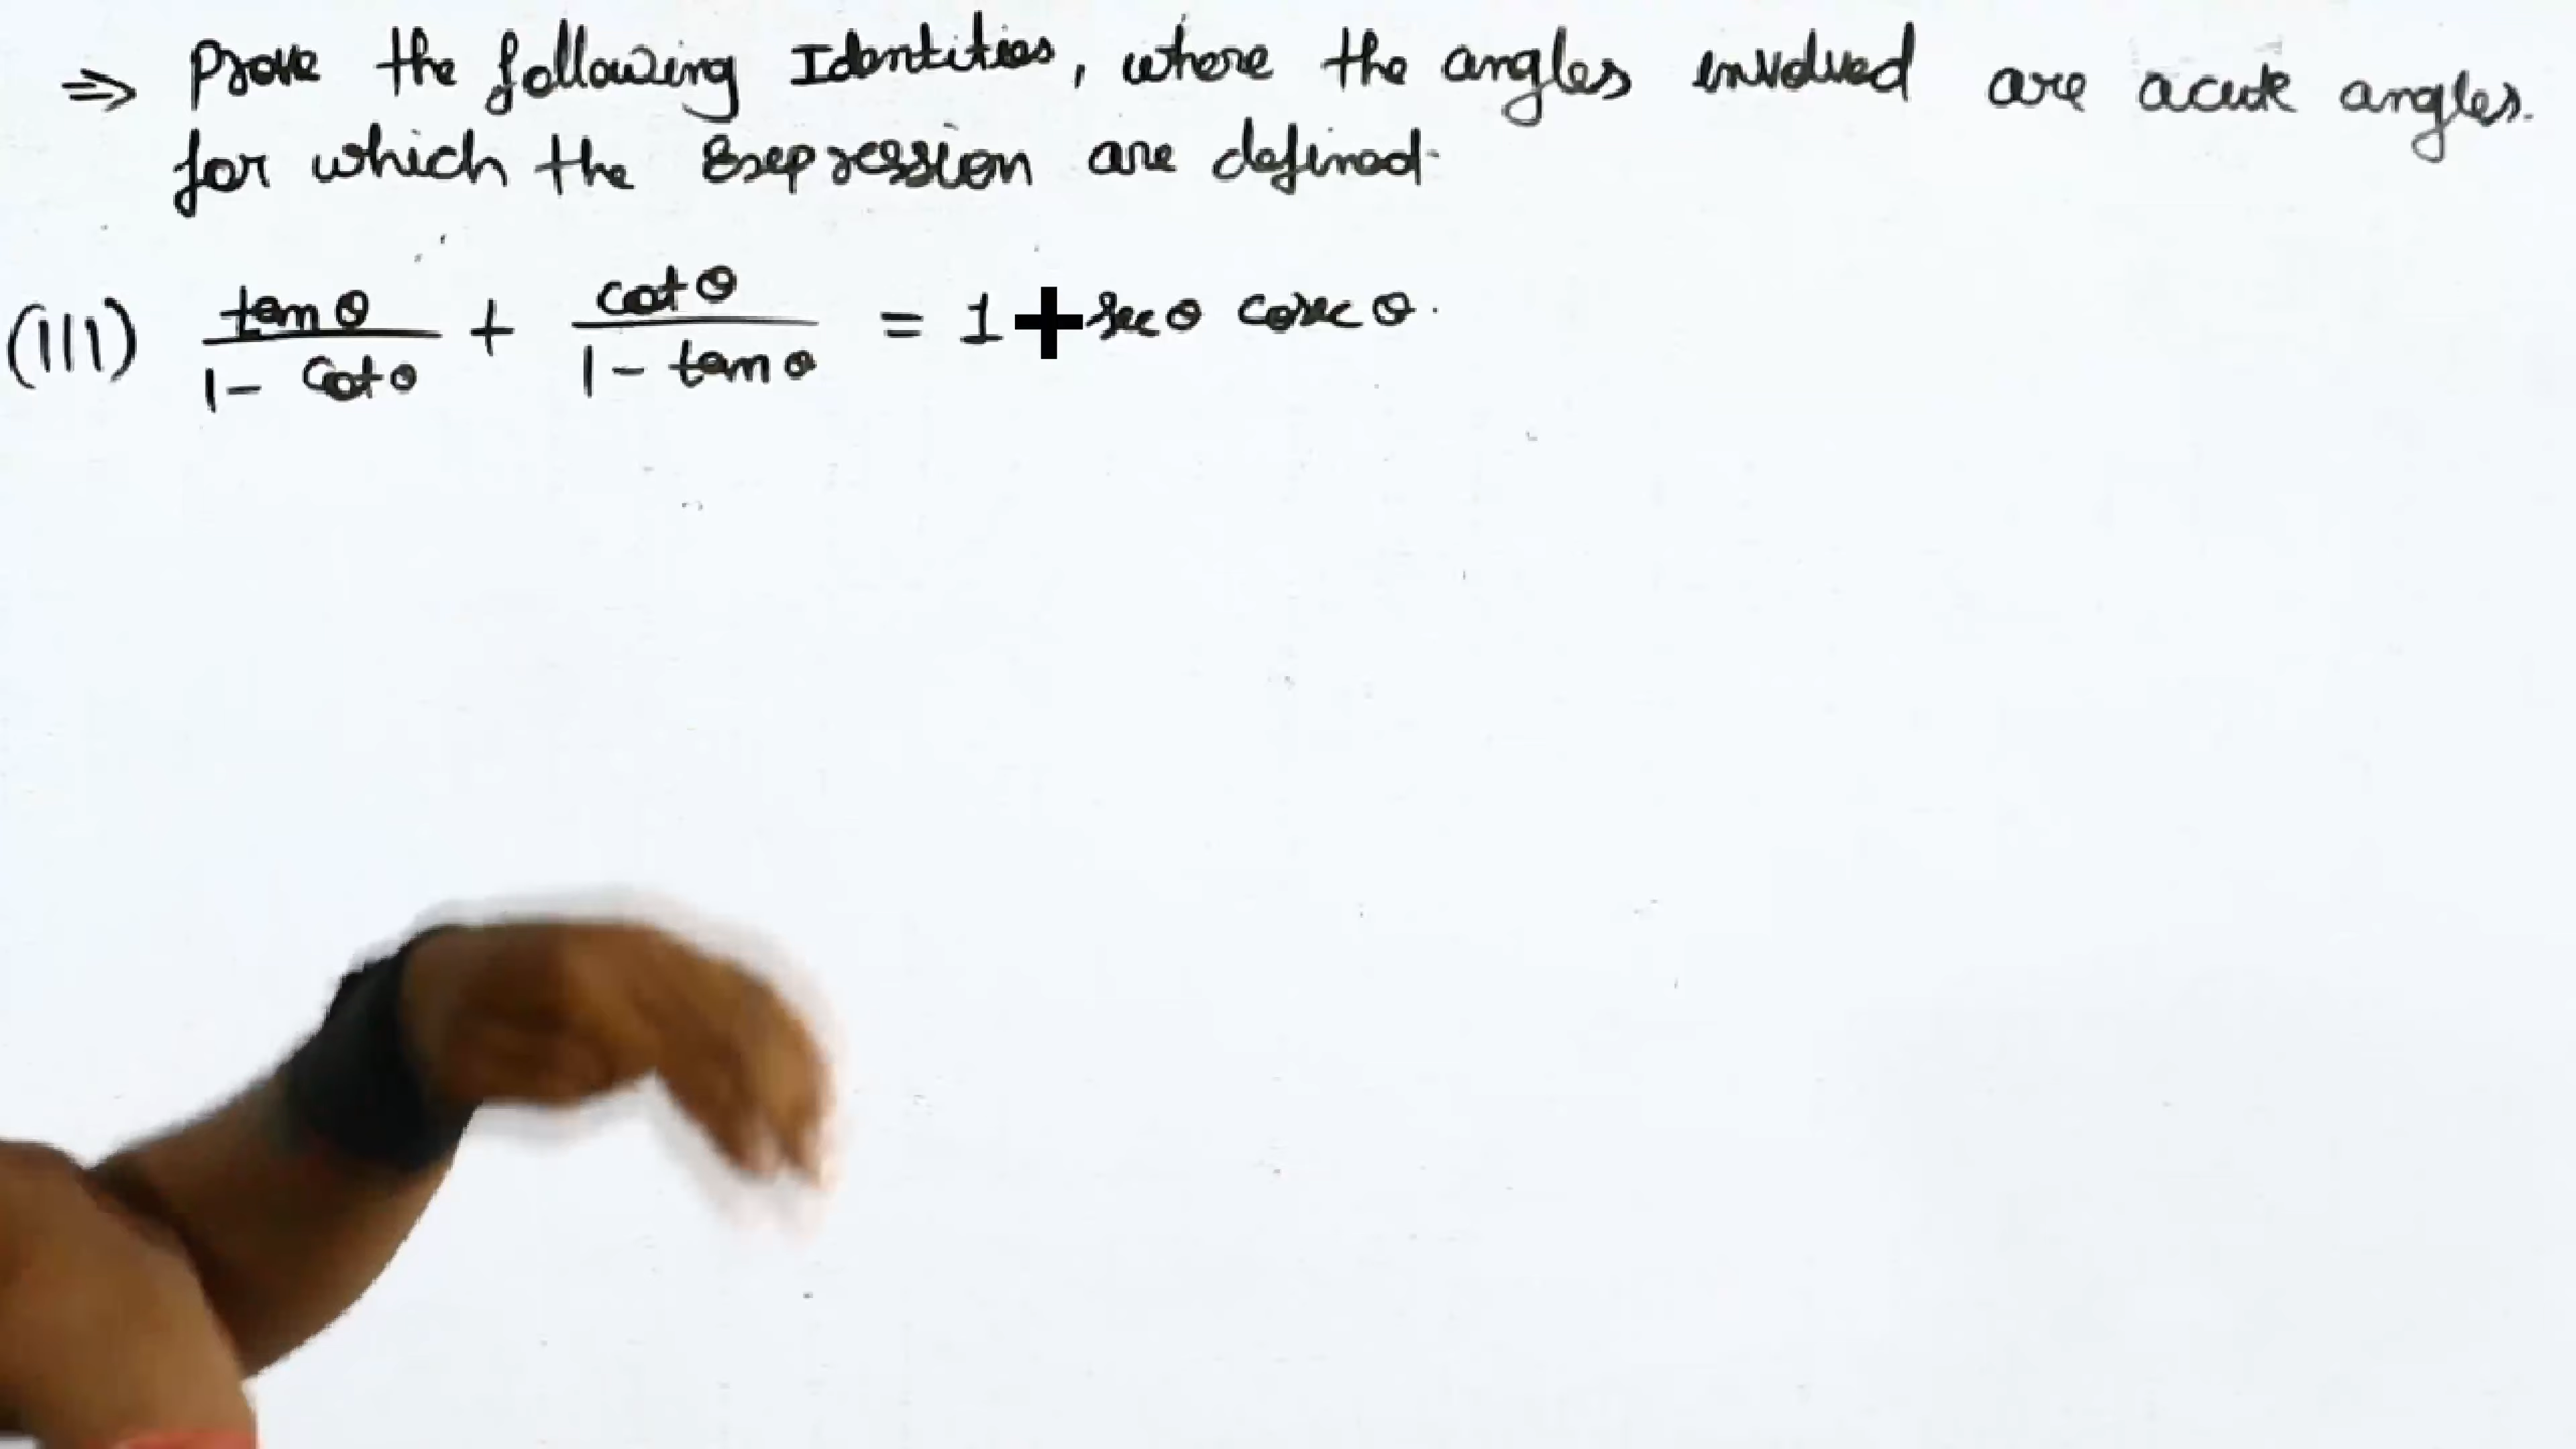 ⇒ Prove the following Identities, where the angles involved are acute angles.
for which the Expression are defined.
(III) tanθ / 1 - cotθ + cotθ / 1 - tanθ = 1 + secθ cosecθ.